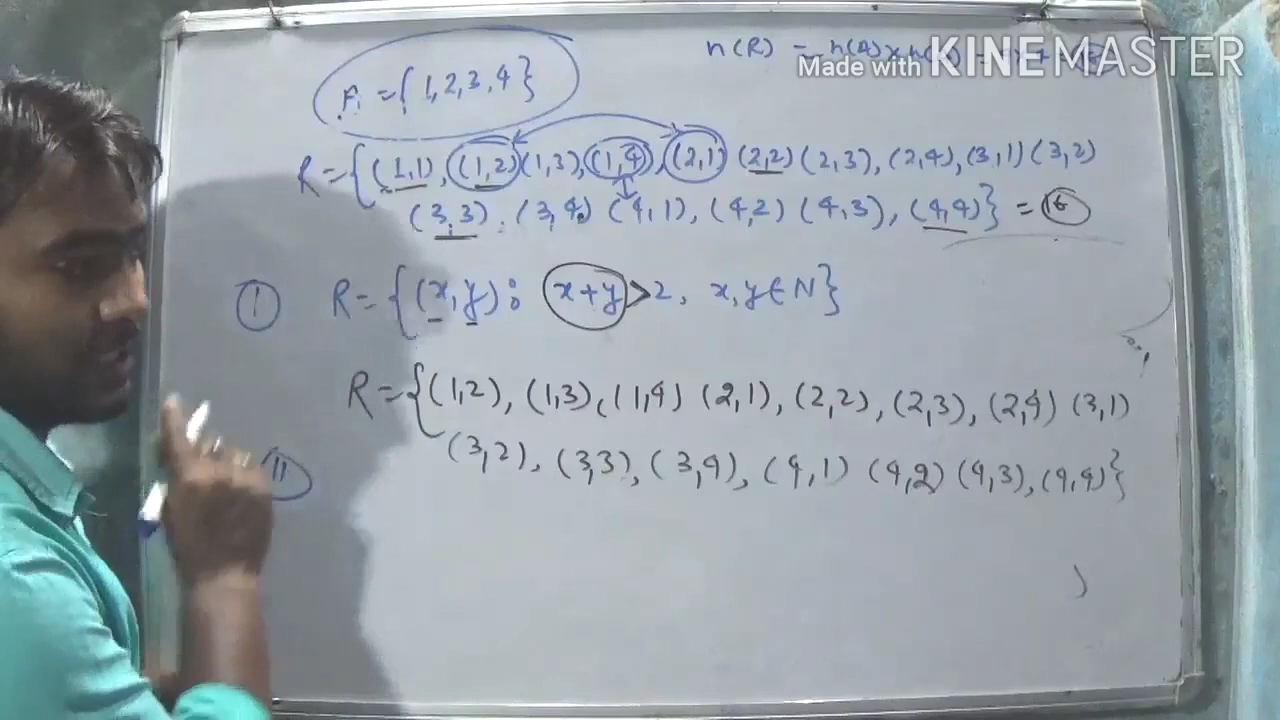 n(R) = n(A)×n(
Made with KINEMASTER
A = {1,2,3,4}
R = {(1,1), (1,2)(1,3), (1,4), (2,1) (2,2)(2,3), (2,4), (3,1)(3,2)
(3,3), (3,4) (4,1), (4,2) (4,3), (4,4)} = 16
I R = {(x,y): x+y>2, x,y∈N}
R = {(1,2), (1,3), (1,4) (2,1), (2,2), (2,3), (2,4) (3,1)
II (3,2), (3,3), (3,4), (4,1) (4,2) (4,3), (4,4)}